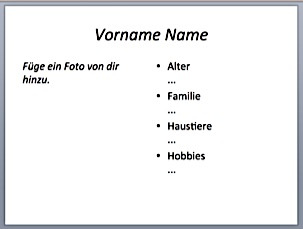 Vorname Name
Füge ein Foto von dir
hinzu.
• Alter
...
• Familie
...
• Haustiere
...
• Hobbies
...